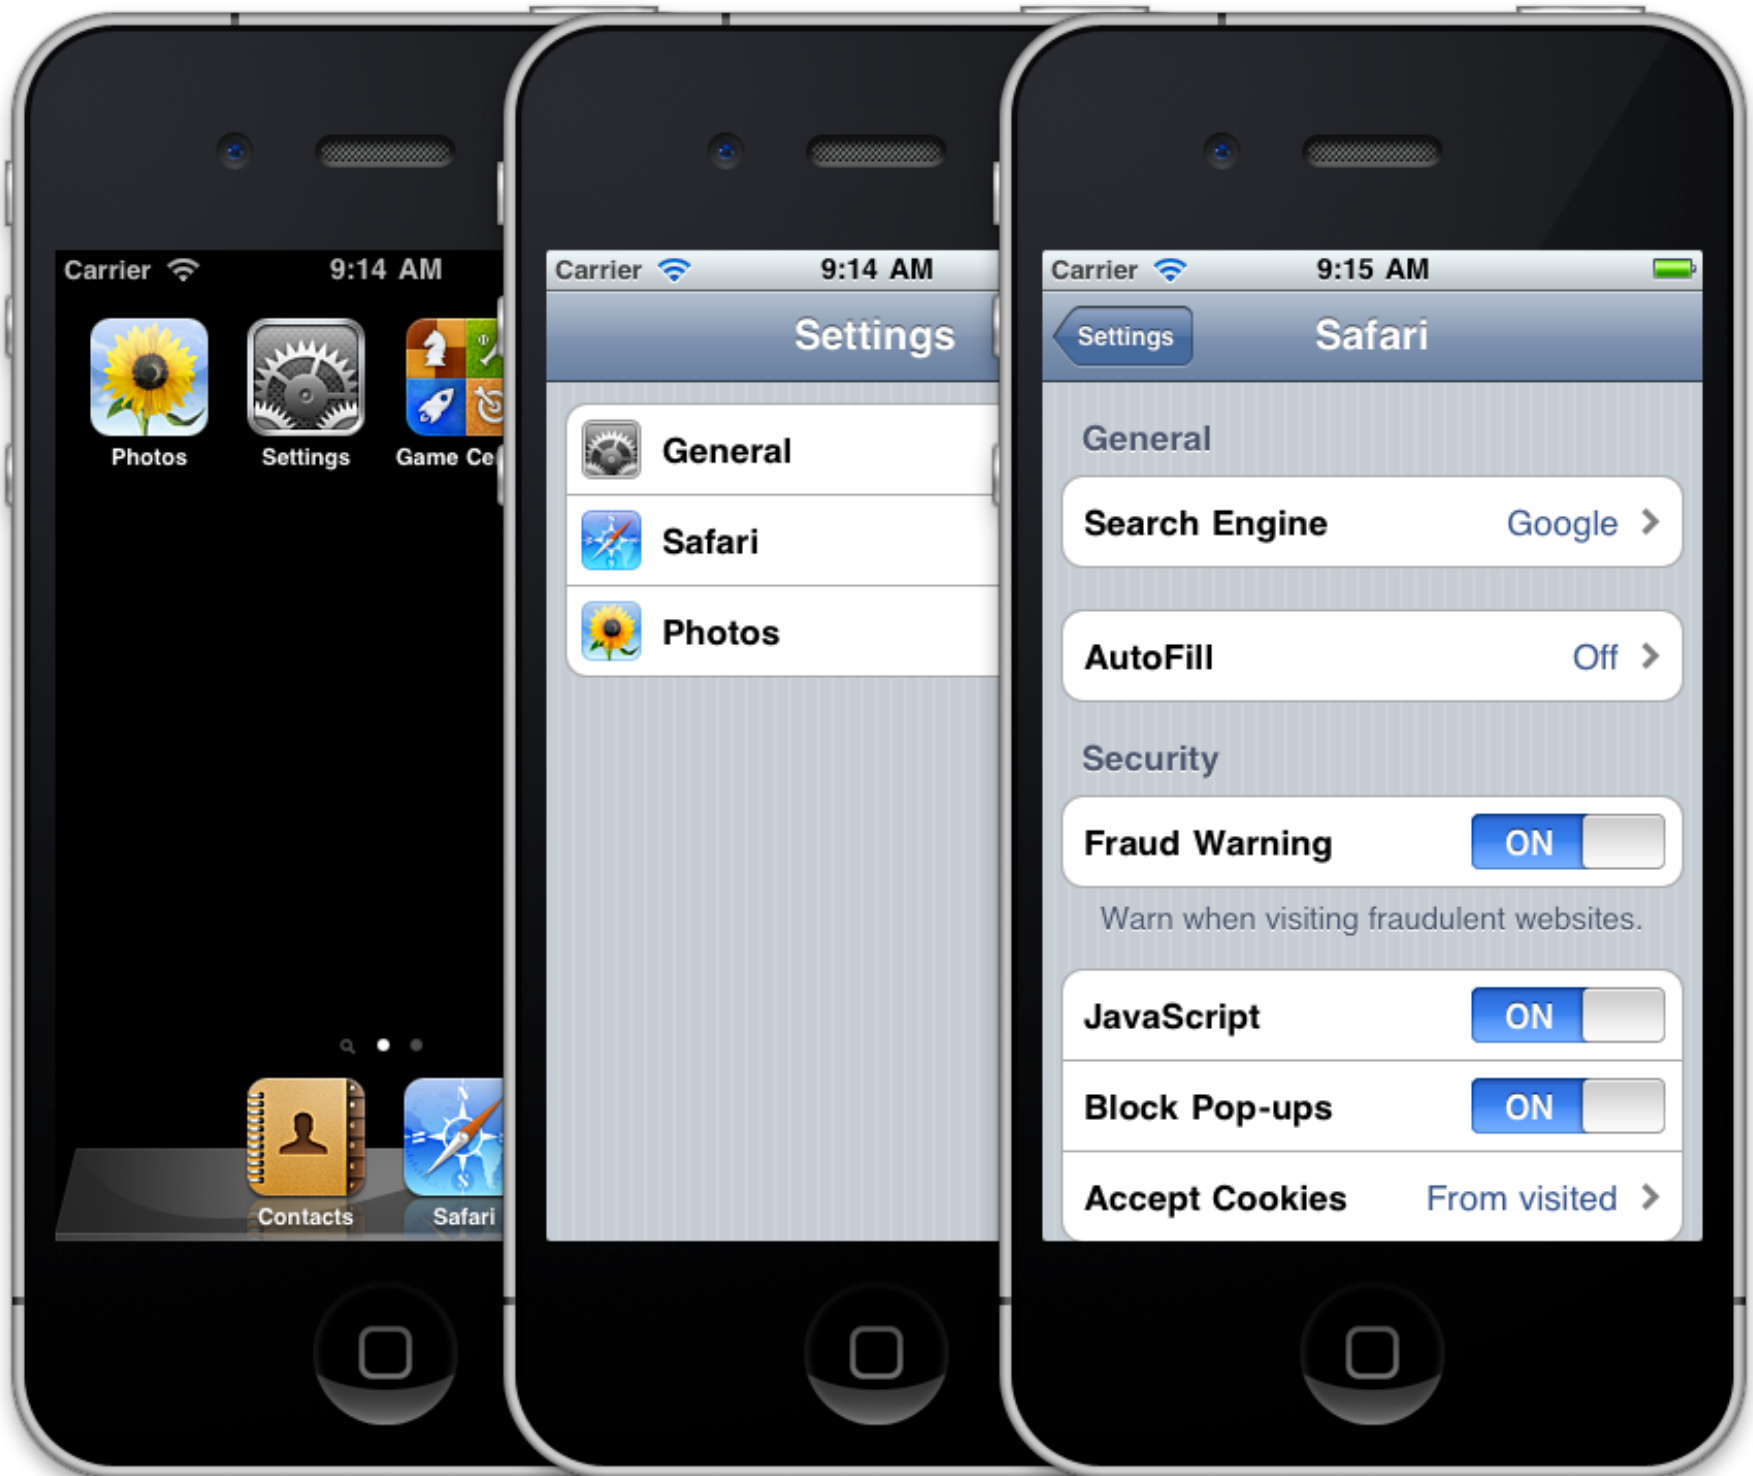 Carrier 9:14 AM
Photos Settings Game Ce
Contacts Safari
Carrier 9:14 AM
Settings
General
Safari
Photos
Carrier 9:15 AM
Settings Safari
General
Search Engine Google
AutoFill Off
Security
Fraud Warning ON
Warn when visiting fraudulent websites.
JavaScript ON
Block Pop-ups ON
Accept Cookies From visited